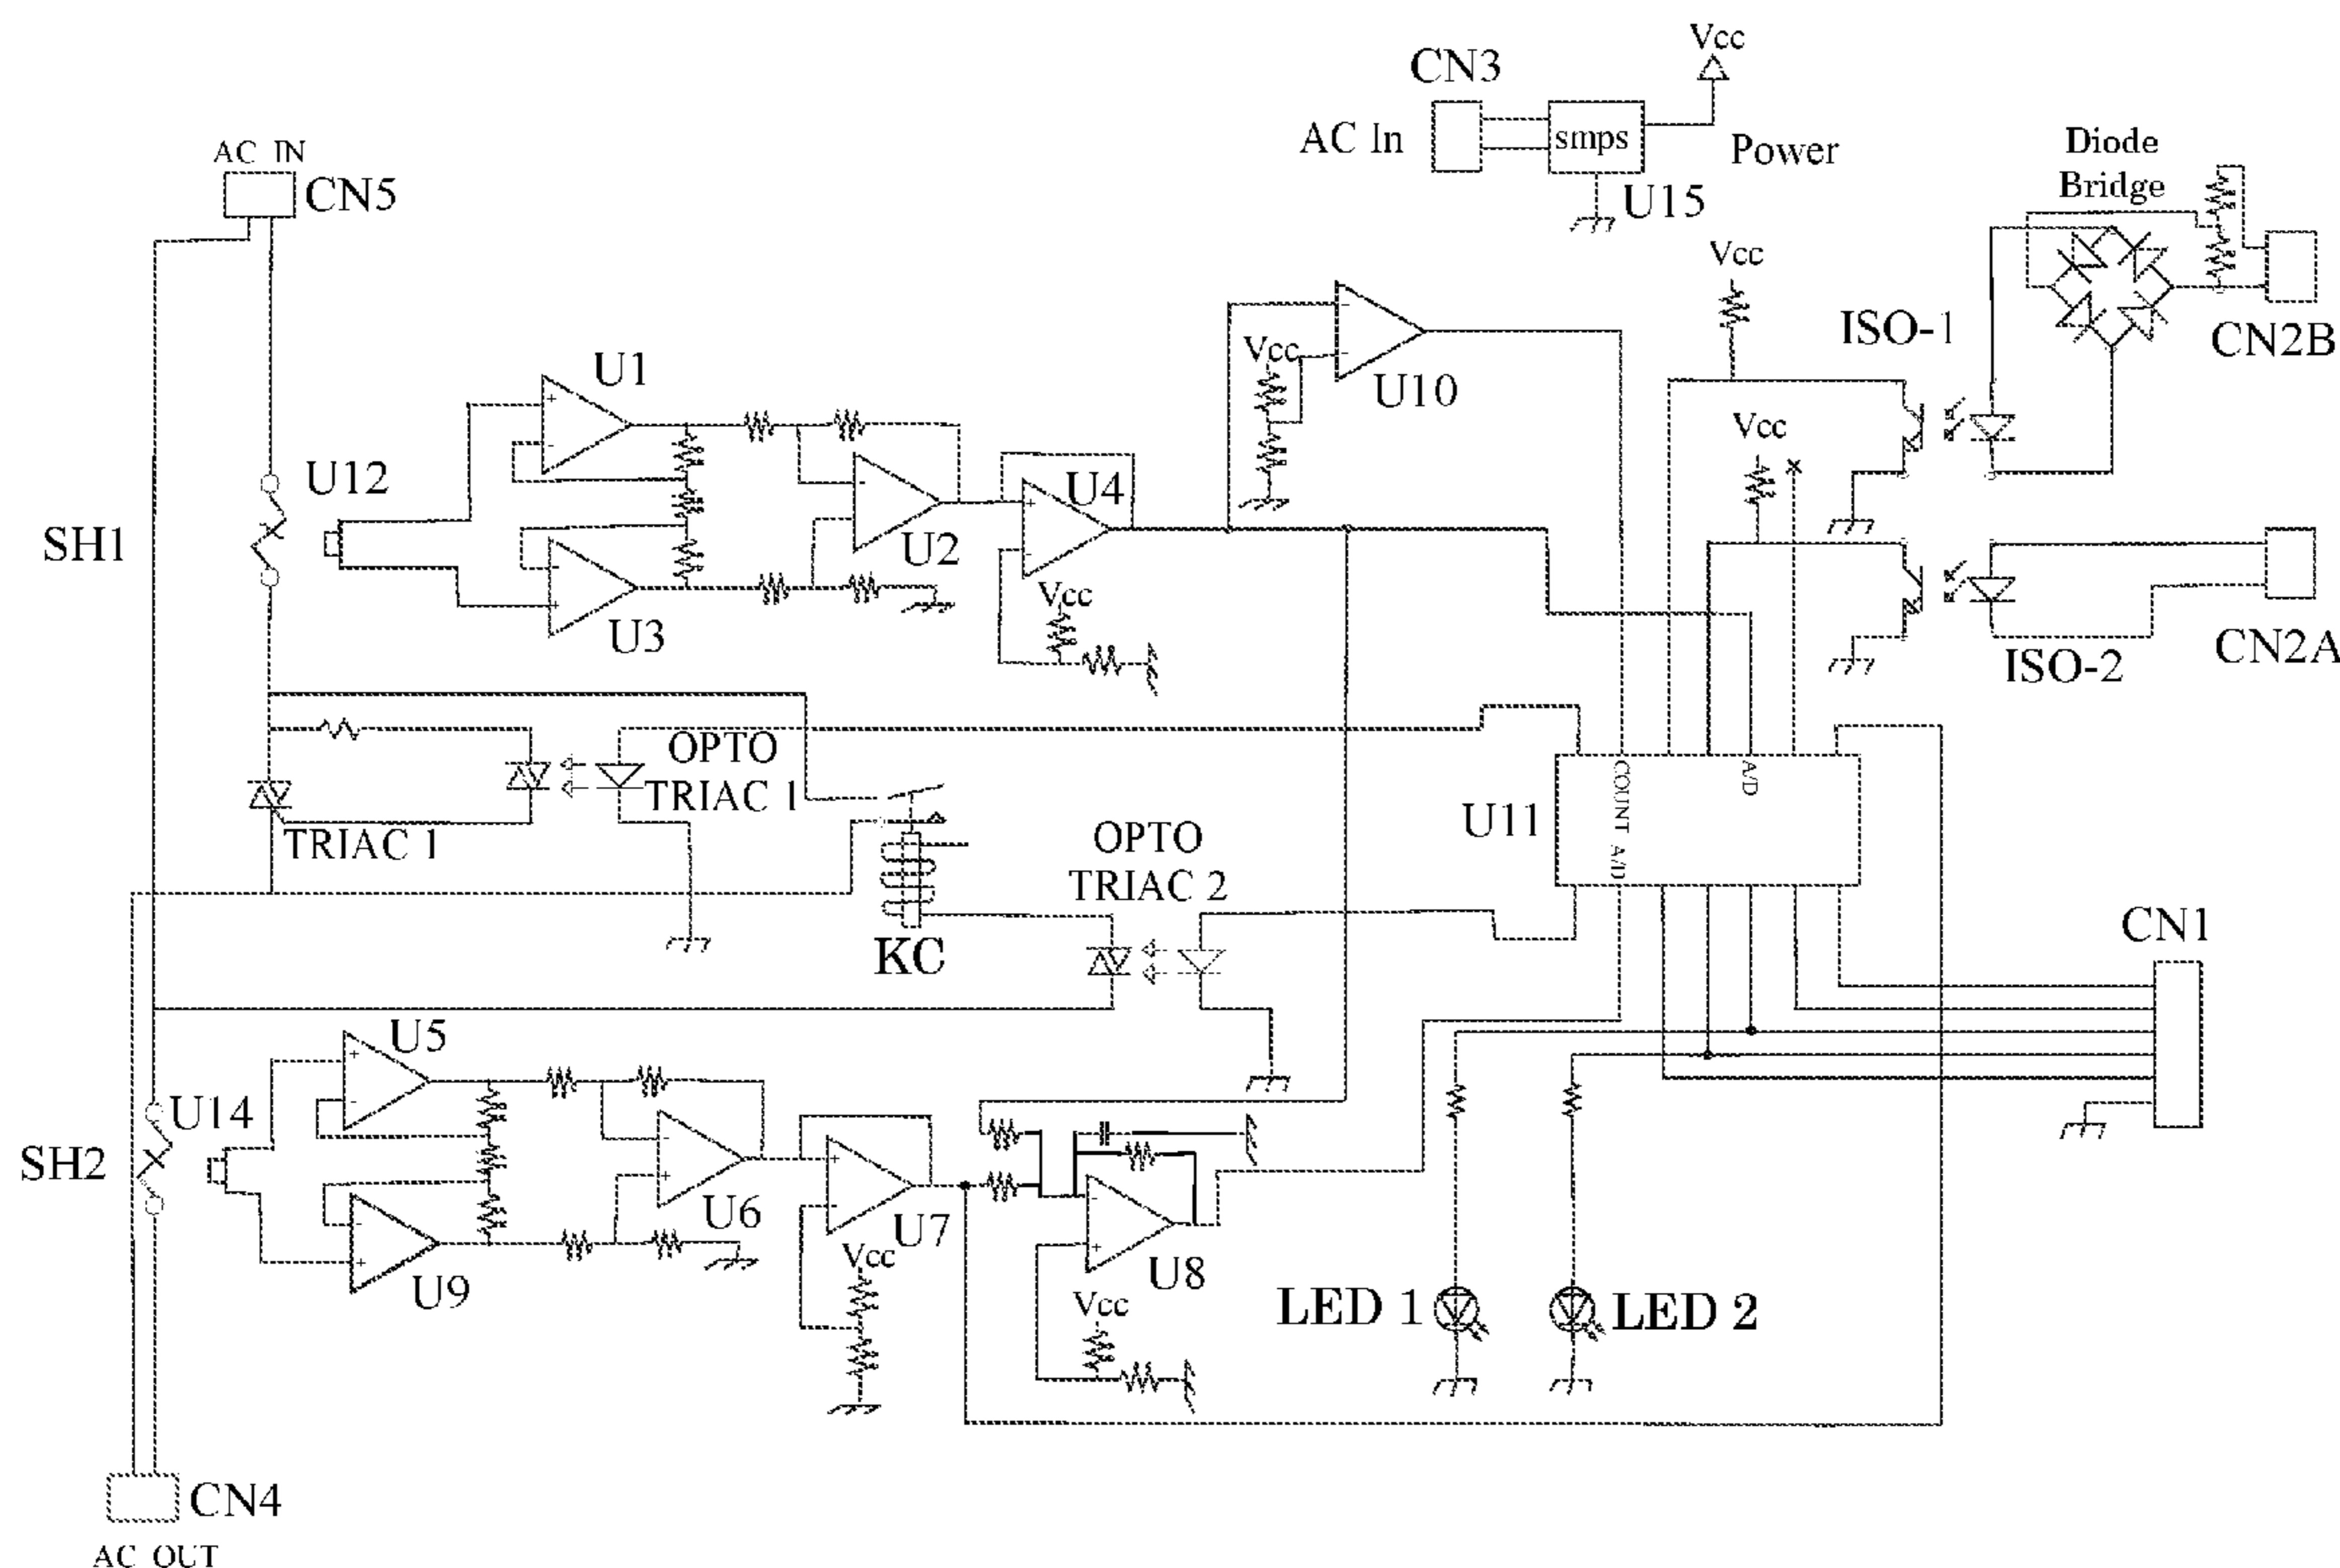 Vcc
CN3
AC In
smps
Power
U15
Diode
Bridge
AC IN
CN5
Vcc
ISO-1
CN2B
U1
Vcc
U10
Vcc
U12
U4
SH1
U2
Vcc
U3
ISO-2
CN2A
OPTO
TRIAC 1
TRIAC 1
COUNT
A/D
A/D
U11
OPTO
TRIAC 2
KC
CN1
U5
U14
SH2
U6
U7
Vcc
U9
U8
Vcc
LED 1
LED 2
CN4
AC OUT